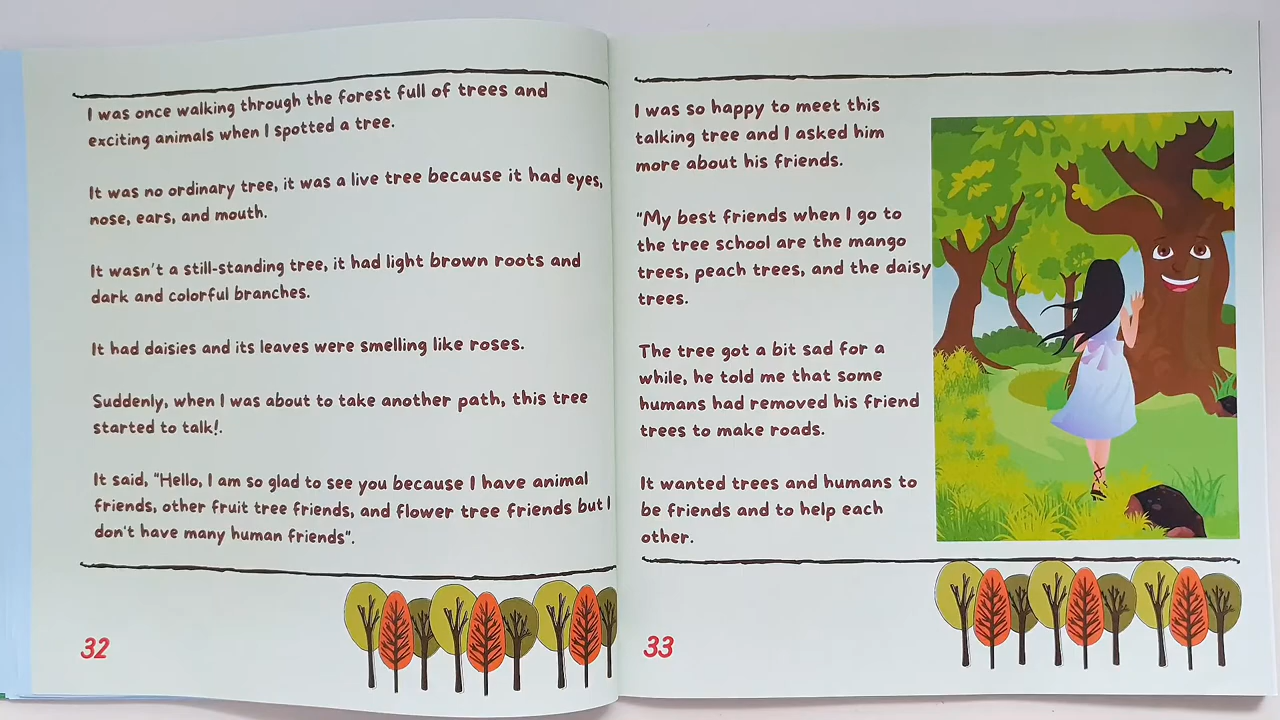 I was once walking through the forest full of trees and
exciting animals when I spotted a tree.
It was no ordinary tree, it was a live tree because it had eyes,
nose, ears, and mouth.
It wasn't a still-standing tree, it had light brown roots and
dark and colorful branches.
It had daisies and its leaves were smelling like roses.
Suddenly, when I was about to take another path, this tree
started to talk!.
It said, "Hello, I am so glad to see you because I have animal
friends, other fruit tree friends, and flower tree friends but I
don't have many human friends".
32
I was so happy to meet this
talking tree and I asked him
more about his friends.
"My best friends when I go to
the tree school are the mango
trees, peach trees, and the daisy
trees.
The tree got a bit sad for a
while, he told me that some
humans had removed his friend
trees to make roads.
It wanted trees and humans to
be friends and to help each
other.
33